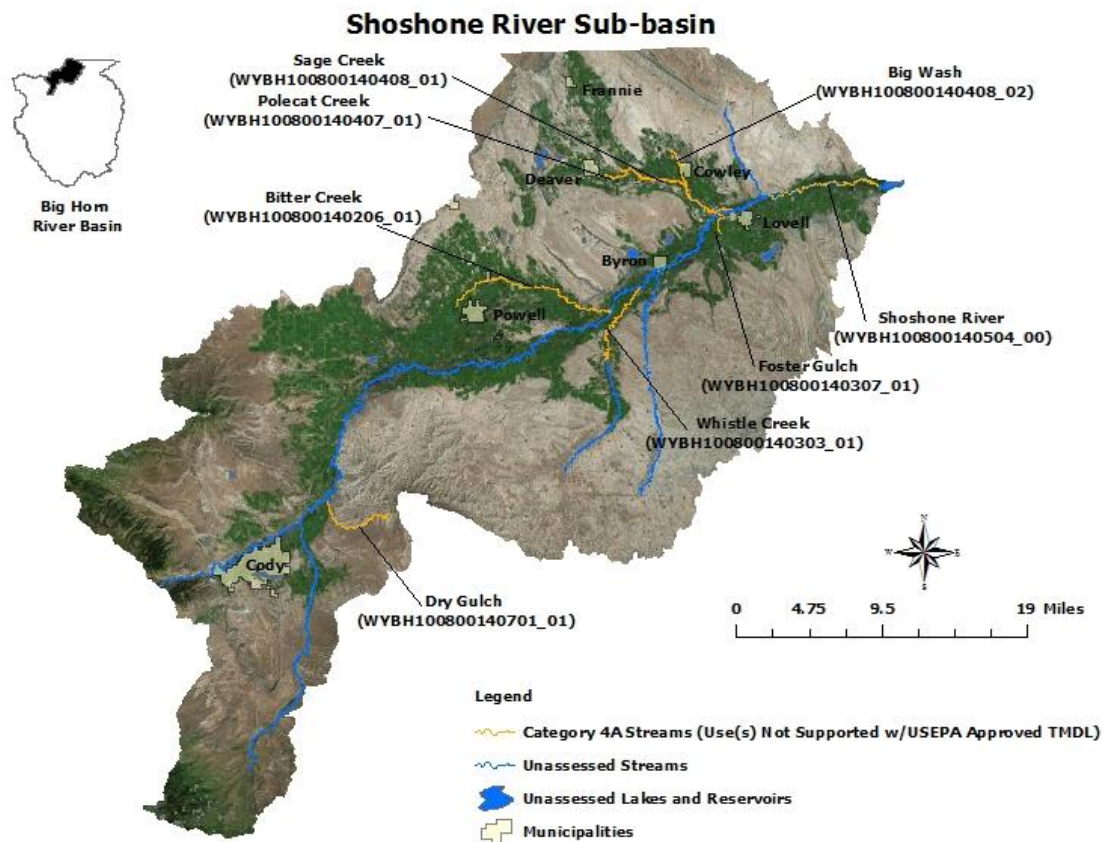 Shoshone River Sub-basin
Sage Creek
(WYBH100800140408_01)
Polecat Creek
(WYBH100800140407_01)
Bitter Creek
(WYBH100800140206_01)
Big Wash
(WYBH100800140408_02)
Big Horn
River Basin
Frannie
Deaver
Cowley
Lovell
Byron
Powell
Shoshone River
(WYBH100800140504_00)
Foster Gulch
(WYBH100800140307_01)
Whistle Creek
(WYBH100800140303_01)
Cody
Dry Gulch
(WYBH100800140701_01)
N
W
E
S
0 4.75 9.5 19 Miles
Legend
Category 4A Streams (Use(s) Not Supported w/USEPA Approved TMDL)
Unassessed Streams
Unassessed Lakes and Reservoirs
Municipalities